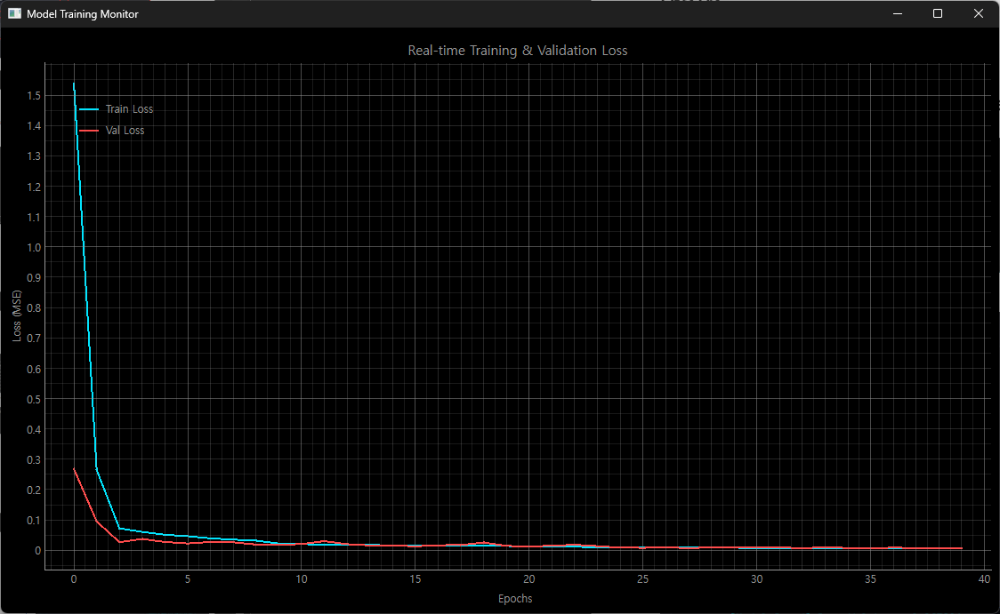 Model Training Monitor
Real-time Training & Validation Loss
Train Loss
Val Loss
1.5
1.4
1.3
1.2
1.1
1.0
0.9
0.8
0.7
0.6
0.5
0.4
0.3
0.2
0.1
0
Loss (MSE)
0 5 10 15 20 25 30 35 40
Epochs